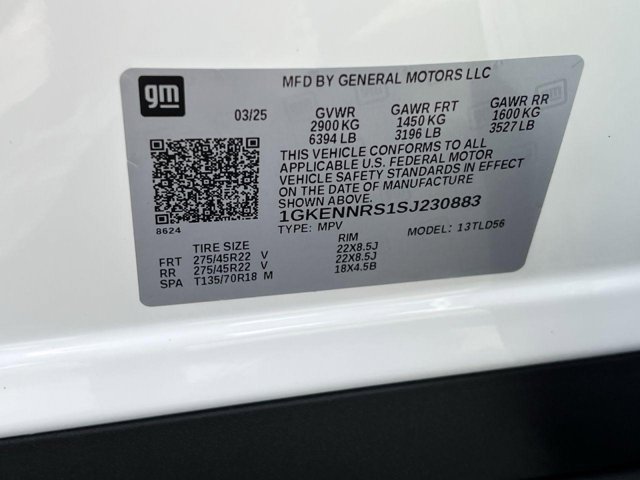 gm
MFD BY GENERAL MOTORS LLC
03/25 GVWR GAWR FRT GAWR RR
2900 KG 1450 KG 1600 KG
6394 LB 3196 LB 3527 LB
THIS VEHICLE CONFORMS TO ALL
APPLICABLE U.S. FEDERAL MOTOR
VEHICLE SAFETY STANDARDS IN EFFECT
ON THE DATE OF MANUFACTURE SHOWN ABOVE.
1GKENNRS1SJ230883
8624 TYPE: MPV MODEL: 13TLD56
TIRE SIZE RIM
FRT 275/45R22 V 22X8.5J
RR 275/45R22 V 22X8.5J
SPA T135/70R18 M 18X4.5B